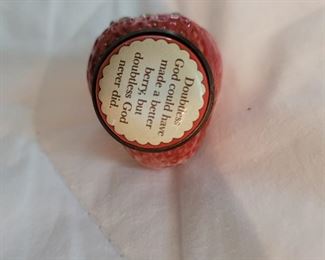 Doubtless
God could have
made a better
berry, but
doubtless God
never did.